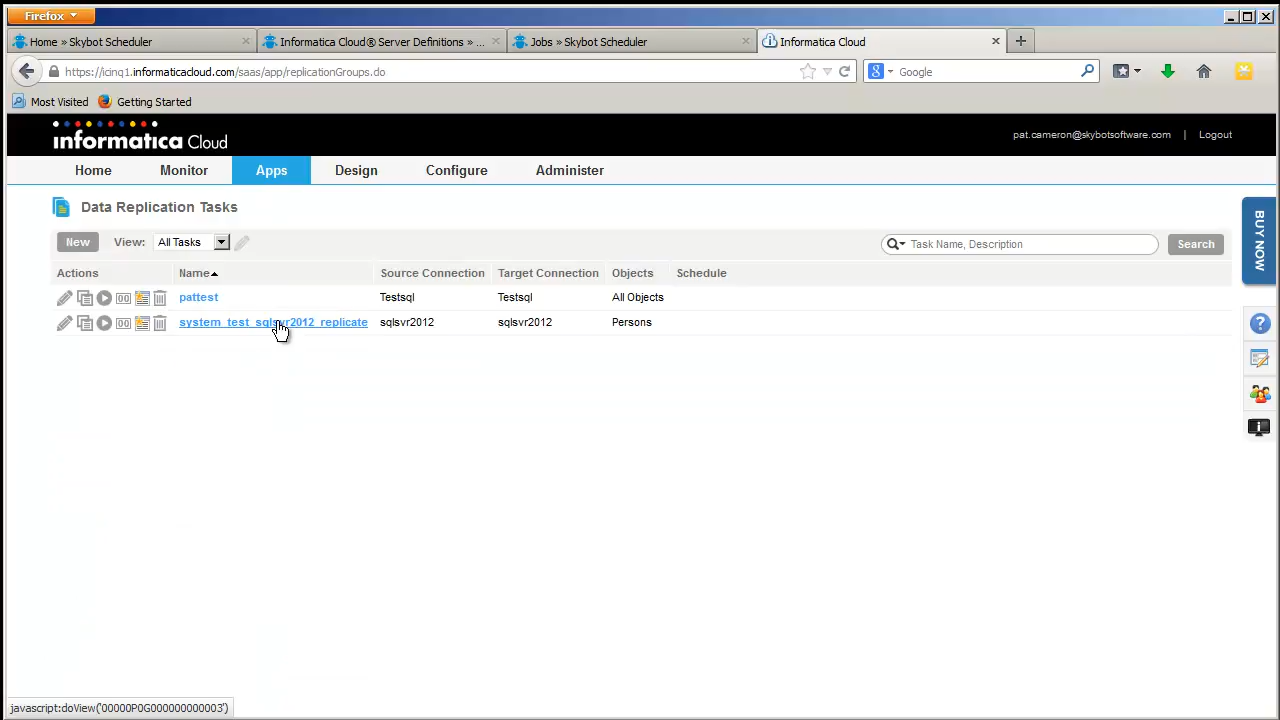 Firefox
Home » Skybot Scheduler
Informatica Cloud® Server Definitions » ...
Jobs » Skybot Scheduler
Informatica Cloud
https://icinq1.informaticacloud.com/saas/app/replicationGroups.do
Google
Most Visited
Getting Started
informatica Cloud
pat.cameron@skybotsoftware.com | Logout
Home
Monitor
Apps
Design
Configure
Administer
Data Replication Tasks
New
View:
All Tasks
Task Name, Description
Search
BUY NOW
Actions Name Source Connection Target Connection Objects Schedule
pattest Testsql Testsql All Objects
system_test_sqlsvr2012_replicate sqlsvr2012 sqlsvr2012 Persons
javascript:doView('00000P0G000000000003')